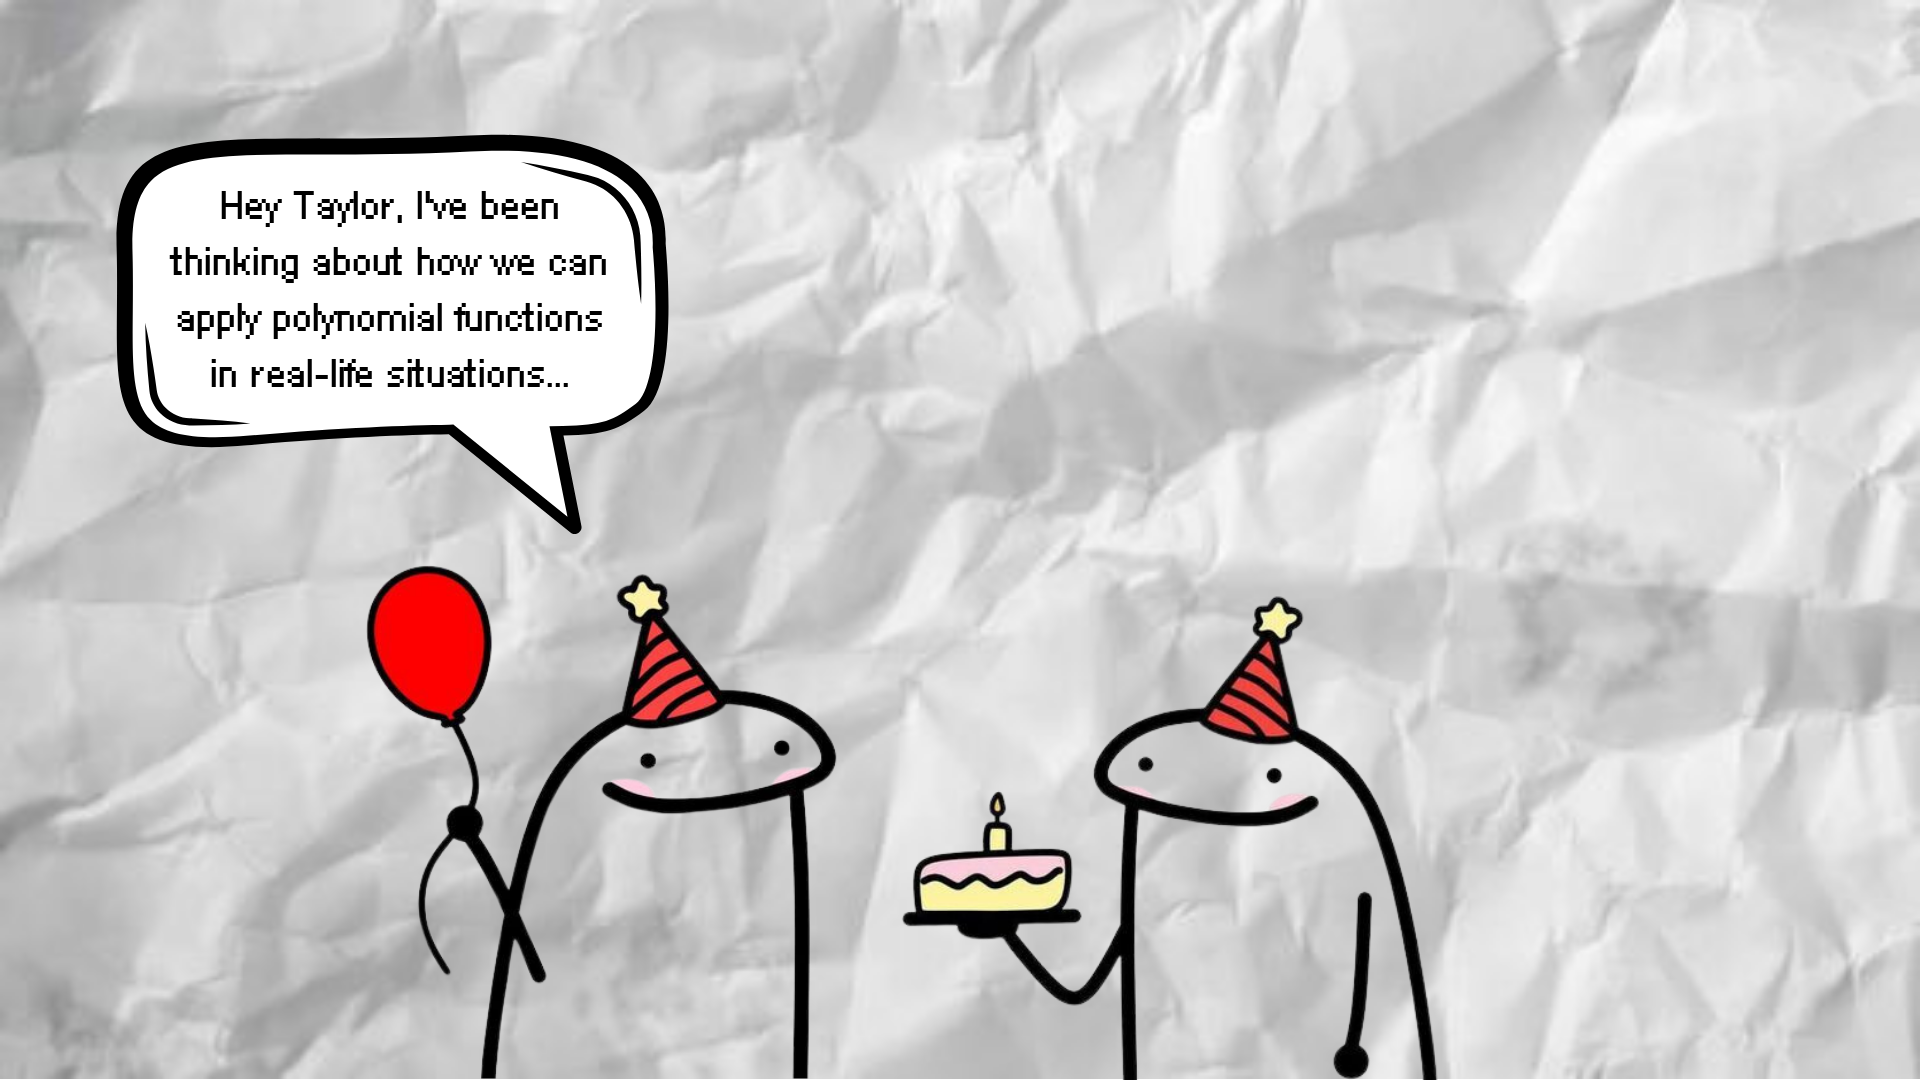 Hey Taylor, I've been
thinking about how we can
apply polynomial functions
in real-life situations...